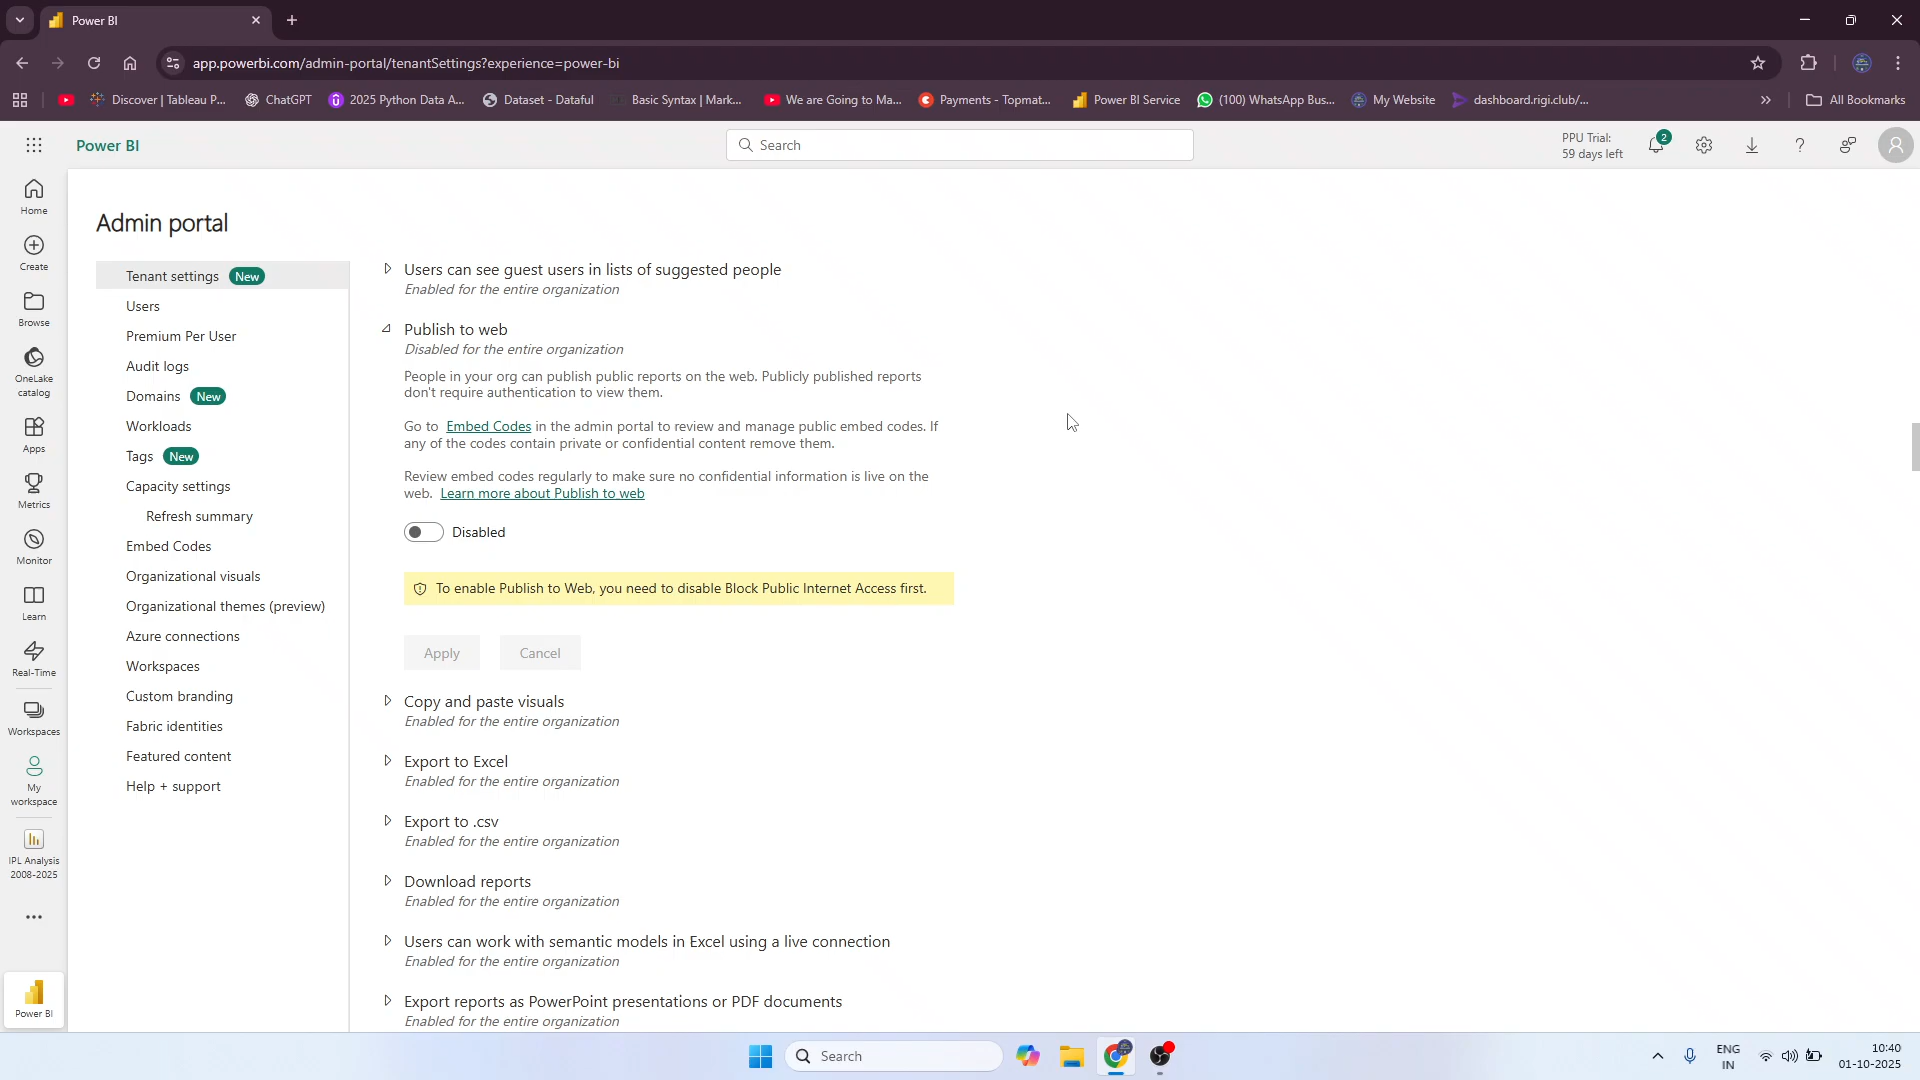 Power BI
app.powerbi.com/admin-portal/tenantSettings?experience=power-bi
Discover | Tableau P...
ChatGPT
2025 Python Data A...
Dataset - Dataful
Basic Syntax | Mark...
We are Going to Ma...
Payments - Topmat...
Power BI Service
(100) WhatsApp Bus...
My Website
dashboard.rigi.club/...
All Bookmarks
Power BI
Search
PPU Trial:
59 days left
2
Home
Create
Browse
OneLake
catalog
Apps
Metrics
Monitor
Learn
Real-Time
Workspaces
My
workspace
IPL Analysis
2008-2025
Power BI
Admin portal
Tenant settings New
Users
Premium Per User
Audit logs
Domains New
Workloads
Tags New
Capacity settings
Refresh summary
Embed Codes
Organizational visuals
Organizational themes (preview)
Azure connections
Workspaces
Custom branding
Fabric identities
Featured content
Help + support
Users can see guest users in lists of suggested people
Enabled for the entire organization
Publish to web
Disabled for the entire organization
People in your org can publish public reports on the web. Publicly published reports
don't require authentication to view them.
Go to Embed Codes in the admin portal to review and manage public embed codes. If
any of the codes contain private or confidential content remove them.
Review embed codes regularly to make sure no confidential information is live on the
web. Learn more about Publish to web
Disabled
To enable Publish to Web, you need to disable Block Public Internet Access first.
Apply
Cancel
Copy and paste visuals
Enabled for the entire organization
Export to Excel
Enabled for the entire organization
Export to .csv
Enabled for the entire organization
Download reports
Enabled for the entire organization
Users can work with semantic models in Excel using a live connection
Enabled for the entire organization
Export reports as PowerPoint presentations or PDF documents
Enabled for the entire organization
Search
ENG
IN
10:40
01-10-2025